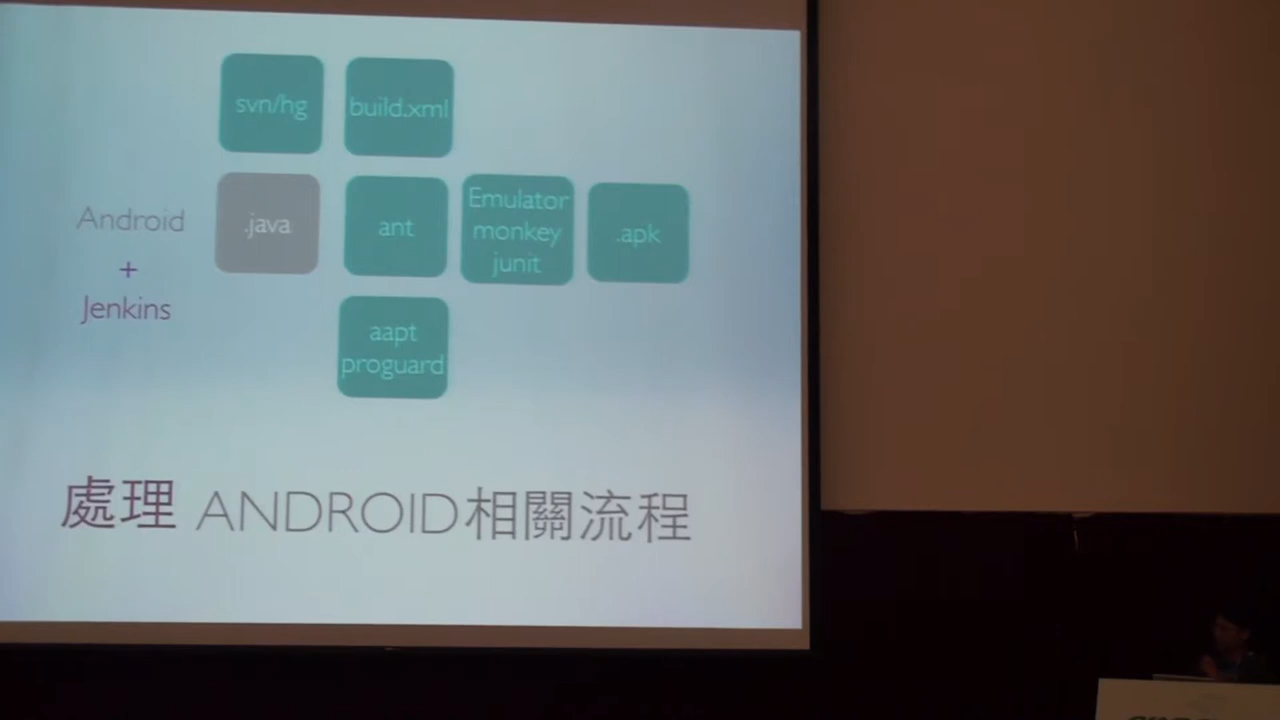 svn/hg
build.xml
Android
+
Jenkins
.java
ant
Emulator
monkey
junit
.apk
aapt
proguard
處理 ANDROID相關流程